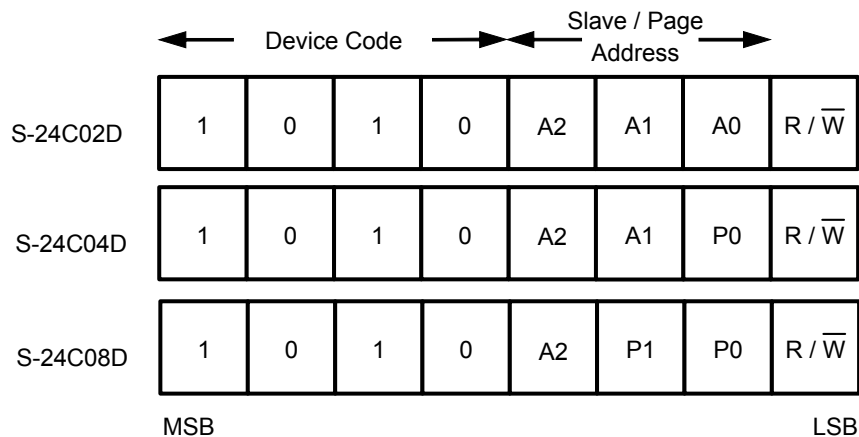 Device Code
Slave / Page
Address
S-24C02D 1 0 1 0 A2 A1 A0 R / W̅
S-24C04D 1 0 1 0 A2 A1 P0 R / W̅
S-24C08D 1 0 1 0 A2 P1 P0 R / W̅
MSB LSB